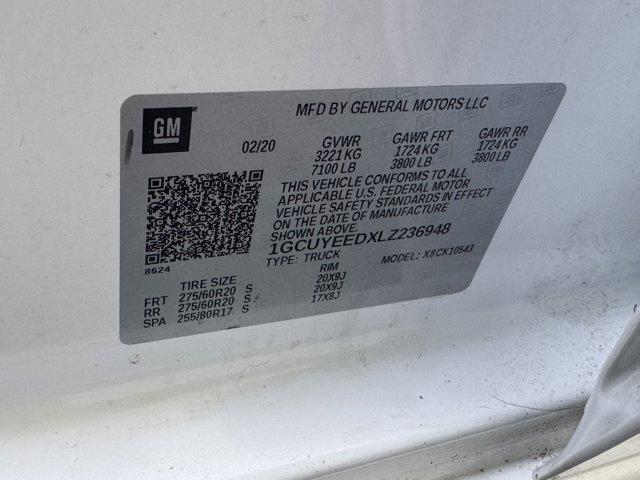 GM
MFD BY GENERAL MOTORS LLC
02/20 GVWR GAWR FRT GAWR RR
3221 KG 1724 KG 1724 KG
7100 LB 3800 LB 3800 LB
THIS VEHICLE CONFORMS TO ALL
APPLICABLE U.S. FEDERAL MOTOR
VEHICLE SAFETY STANDARDS IN EFFECT
ON THE DATE OF MANUFACTURE
SHOWN ABOVE.
1GCUYEEDXLZ236948
TYPE: TRUCK MODEL: X8CK10543
8624
TIRE SIZE RIM
FRT 275/60R20 S 20X9J
RR 275/60R20 S 20X9J
SPA 255/80R17 S 17X8J